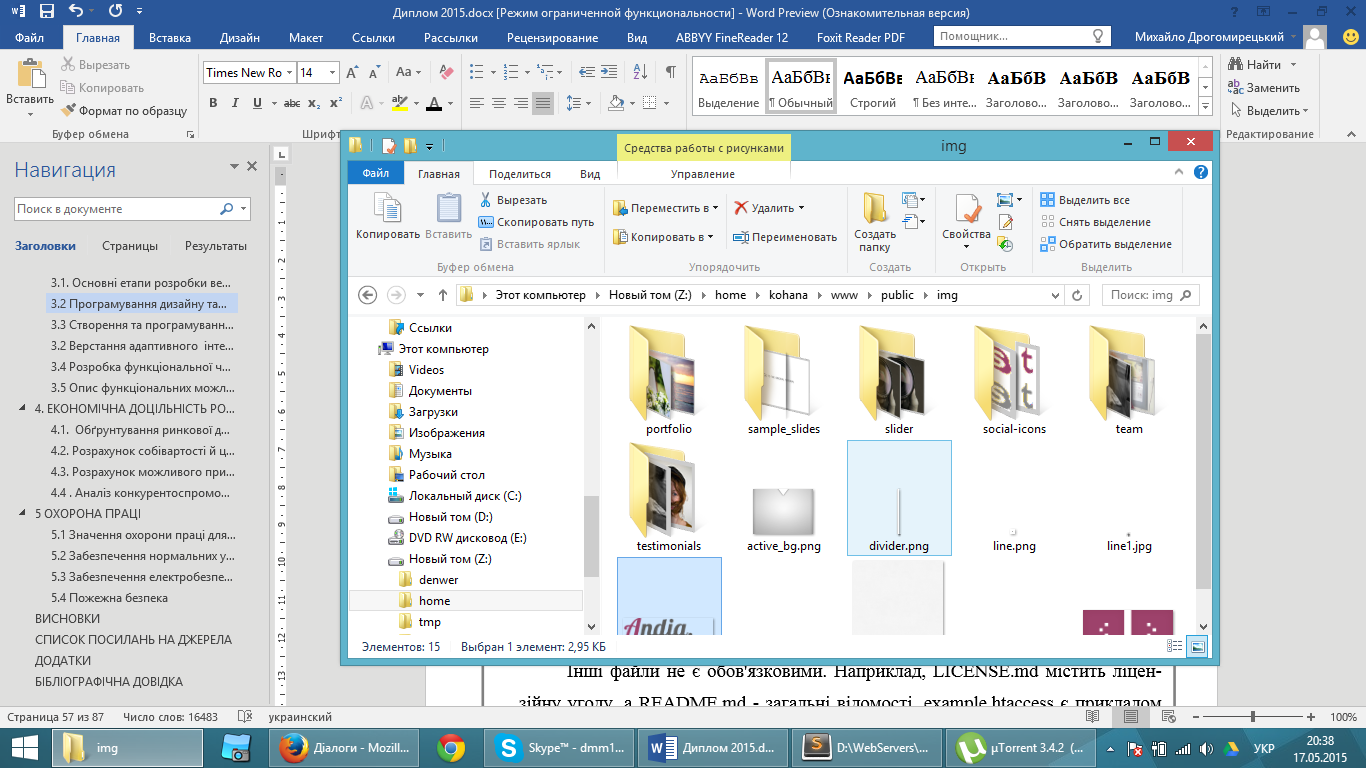 Диплом 2015.docx [Режим ограниченной функциональности] - Word Preview (Ознакомительная версия)
Файл Главная Вставка Дизайн Макет Ссылки Рассылки Рецензирование Вид ABBYY FineReader 12 Foxit Reader PDF Помощник... Михайло Дрогомирецький
Вставить
Вырезать
Копировать
Формат по образцу
Буфер обмена
Times New Ro 14
Шрифт
АаБбВв АаБбВв АаБбВв АаБбВв АаБбВ АаБбВ АаБбВ
Выделение ¶ Обычный Строгий ¶ Без инте... Заголово... Заголово... Заголово...
Найти
Заменить
Выделить
Редактирование
Навигация
Поиск в документе
Заголовки Страницы Результаты
3.1. Основні етапи розробки ве...
3.2 Програмування дизайну та...
3.3 Створення та програмуванн...
3.2 Верстання адаптивного інте...
3.4 Розробка функціональної ч...
3.5 Опис функціональних можл...
4. ЕКОНОМІЧНА ДОЦІЛЬНІСТЬ РО...
4.1. Обґрунтування ринкової д...
4.2. Розрахунок собівартості й ц...
4.3. Розрахунок можливого при...
4.4 . Аналіз конкурентоспромо...
5 ОХОРОНА ПРАЦІ
5.1 Значення охорони праці для...
5.2 Забезпечення нормальних у...
5.3 Забезпечення електробезпе...
5.4 Пожежна безпека
ВИСНОВКИ
СПИСОК ПОСИЛАНЬ НА ДЖЕРЕЛА
ДОДАТКИ
БІБЛІОГРАФІЧНА ДОВІДКА
Средства работы с рисунками
img
Файл Главная Поделиться Вид Управление
Копировать
Вставить
Вырезать
Скопировать путь
Вставить ярлык
Буфер обмена
Переместить в
Копировать в
Удалить
Переименовать
Упорядочить
Создать папку
Создать
Свойства
Открыть
Выделить все
Снять выделение
Обратить выделение
Выделить
Этот компьютер Новый том (Z:) home kohana www public img
Поиск: img
Ссылки
Этот компьютер
Videos
Документы
Загрузки
Изображения
Музыка
Рабочий стол
Локальный диск (C:)
Новый том (D:)
DVD RW дисковод (E:)
Новый том (Z:)
denwer
home
tmp
portfolio sample_slides slider social-icons team
testimonials active_bg.png divider.png line.png line1.jpg
Andia.
Элементов: 15 Выбран 1 элемент: 2,95 КБ
Інші файли не є обов'язковими. Наприклад, LICENSE.md містить ліцен-
зійну угоду, а README.md - загальні відомості. example.htaccess є прикладом
Страница 57 из 87 Число слов: 16483 украинский 100%
img
Діалоги - Mozill...
Skype™ - dmm1...
Диплом 2015.d...
D:\WebServers\...
µTorrent 3.4.2 (...
УКР
20:38
17.05.2015